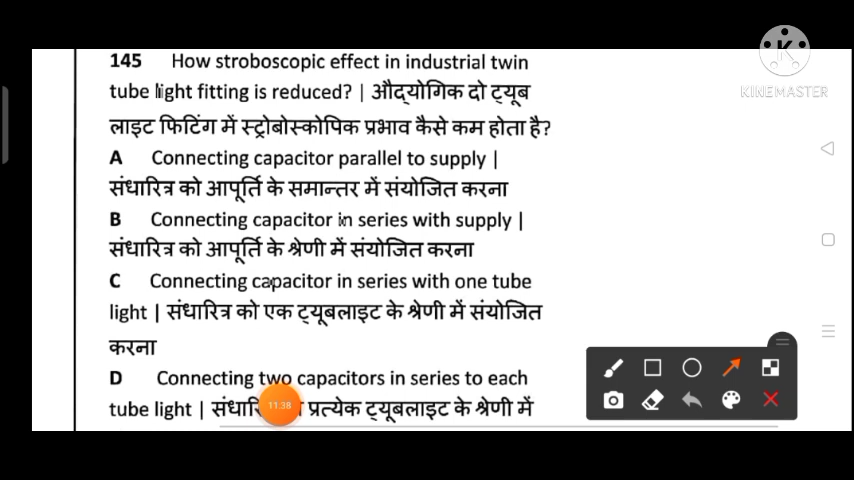 145 How stroboscopic effect in industrial twin
tube light fitting is reduced? | औद्योगिक दो ट्यूब
लाइट फिटिंग में स्ट्रोबोस्कोपिक प्रभाव कैसे कम होता है?
A Connecting capacitor parallel to supply |
संधारित्र को आपूर्ति के समान्तर में संयोजित करना
B Connecting capacitor in series with supply |
संधारित्र को आपूर्ति के श्रेणी में संयोजित करना
C Connecting capacitor in series with one tube
light | संधारित्र को एक ट्यूबलाइट के श्रेणी में संयोजित
करना
D Connecting two capacitors in series to each
tube light | प्रत्येक ट्यूबलाइट के श्रेणी में
11:38
K
KINEMASTER